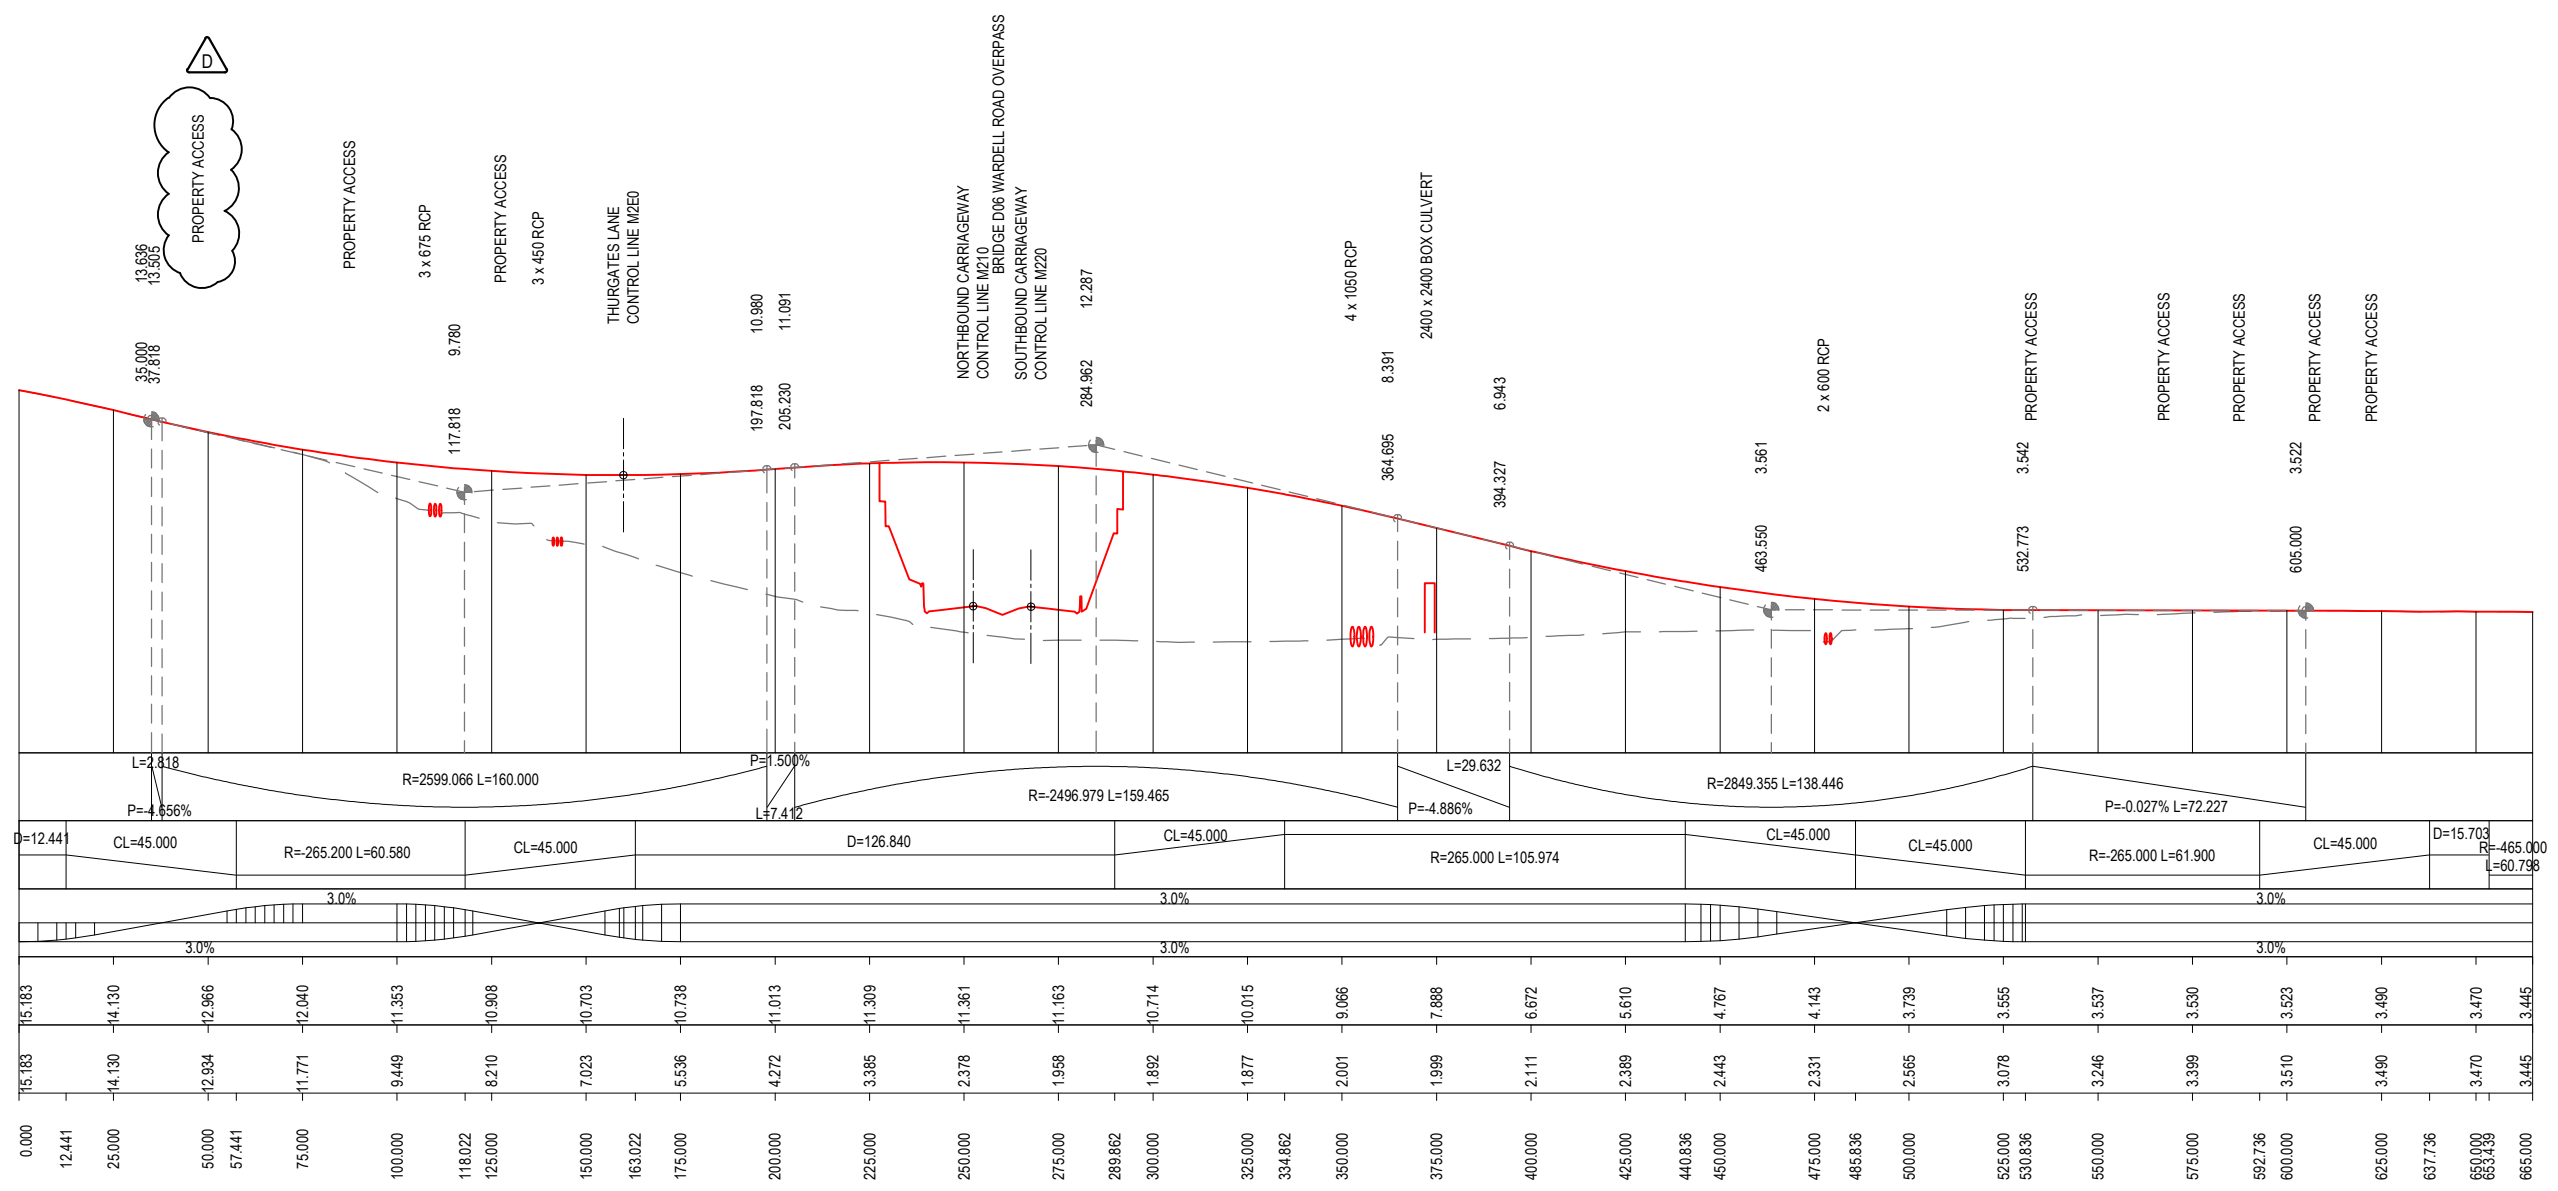 D
PROPERTY ACCESS
13.636
13.505
35.000
37.818
PROPERTY ACCESS
3 x 675 RCP
9.780
117.818
PROPERTY ACCESS
3 x 450 RCP
THURGATES LANE
CONTROL LINE M2E0
10.980
197.818
11.091
205.230
NORTHBOUND CARRIAGEWAY
CONTROL LINE M210
BRIDGE D06 WARDELL ROAD OVERPASS
SOUTHBOUND CARRIAGEWAY
CONTROL LINE M220
12.287
284.962
4 x 1050 RCP
8.391
364.695
2400 x 2400 BOX CULVERT
6.943
394.327
3.561
463.550
2 x 600 RCP
PROPERTY ACCESS
3.542
532.773
PROPERTY ACCESS
PROPERTY ACCESS
PROPERTY ACCESS
3.522
605.000
PROPERTY ACCESS
L=2.818
P=-4.656%
R=2599.066 L=160.000
P=1.500%
L=7.412
R=-2496.979 L=159.465
L=29.632
P=-4.886%
R=2849.355 L=138.446
P=-0.027% L=72.227
D=12.441
CL=45.000
R=-265.200 L=60.580
CL=45.000
D=126.840
CL=45.000
R=265.000 L=105.974
CL=45.000
CL=45.000
R=-265.000 L=61.900
CL=45.000
D=15.703
R=-465.000
L=60.798
3.0%
3.0%
3.0%
3.0%
3.0%
3.0%
15.183
14.130
12.966
12.040
11.353
10.908
10.703
10.738
11.013
11.309
11.361
11.163
10.714
10.015
9.066
7.888
6.672
5.610
4.767
4.143
3.739
3.555
3.537
3.530
3.523
3.490
3.470
3.445
15.183
14.130
12.934
11.771
9.449
8.210
7.023
5.536
4.272
3.385
2.378
1.958
1.892
1.877
2.001
1.999
2.111
2.389
2.443
2.331
2.565
3.078
3.246
3.399
3.510
3.490
3.470
3.445
0.000
12.441
25.000
50.000
57.441
75.000
100.000
118.022
125.000
150.000
163.022
175.000
200.000
225.000
250.000
275.000
289.862
300.000
325.000
334.862
350.000
375.000
400.000
425.000
440.836
450.000
475.000
485.836
500.000
525.000
530.836
550.000
575.000
592.736
600.000
625.000
637.736
650.000
653.439
665.000